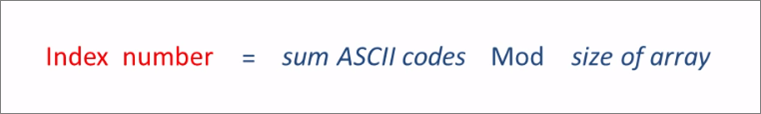 Index number = sum ASCII codes Mod size of array